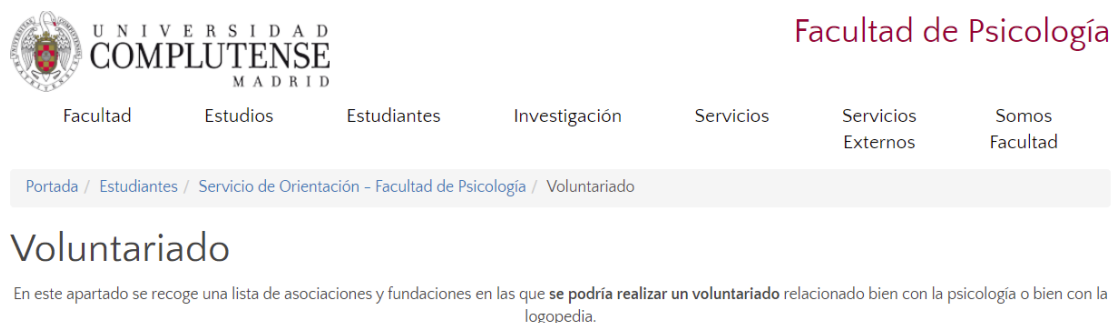 UNIVERSIDAD
COMPLUTENSE
MADRID
Facultad de Psicología
Facultad
Estudios
Estudiantes
Investigación
Servicios
Servicios
Externos
Somos
Facultad
Portada / Estudiantes / Servicio de Orientación - Facultad de Psicología / Voluntariado
Voluntariado
En este apartado se recoge una lista de asociaciones y fundaciones en las que se podría realizar un voluntariado relacionado bien con la psicología o bien con la
logopedia.